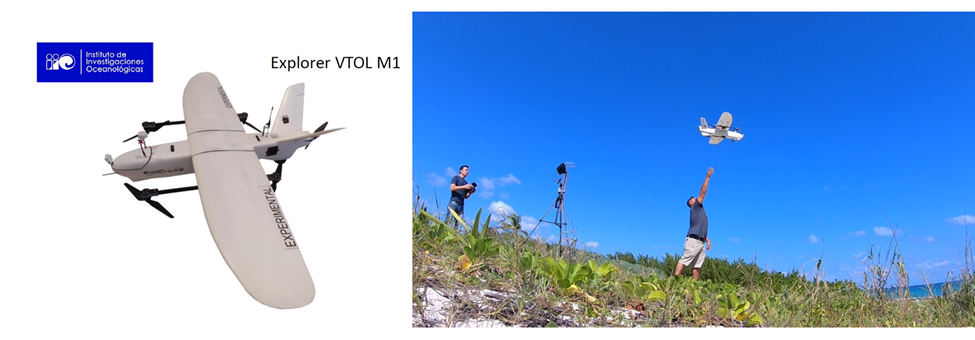 Instituto de
Investigaciones
Oceanológicas
Explorer VTOL M1
EXPERIMENTAL